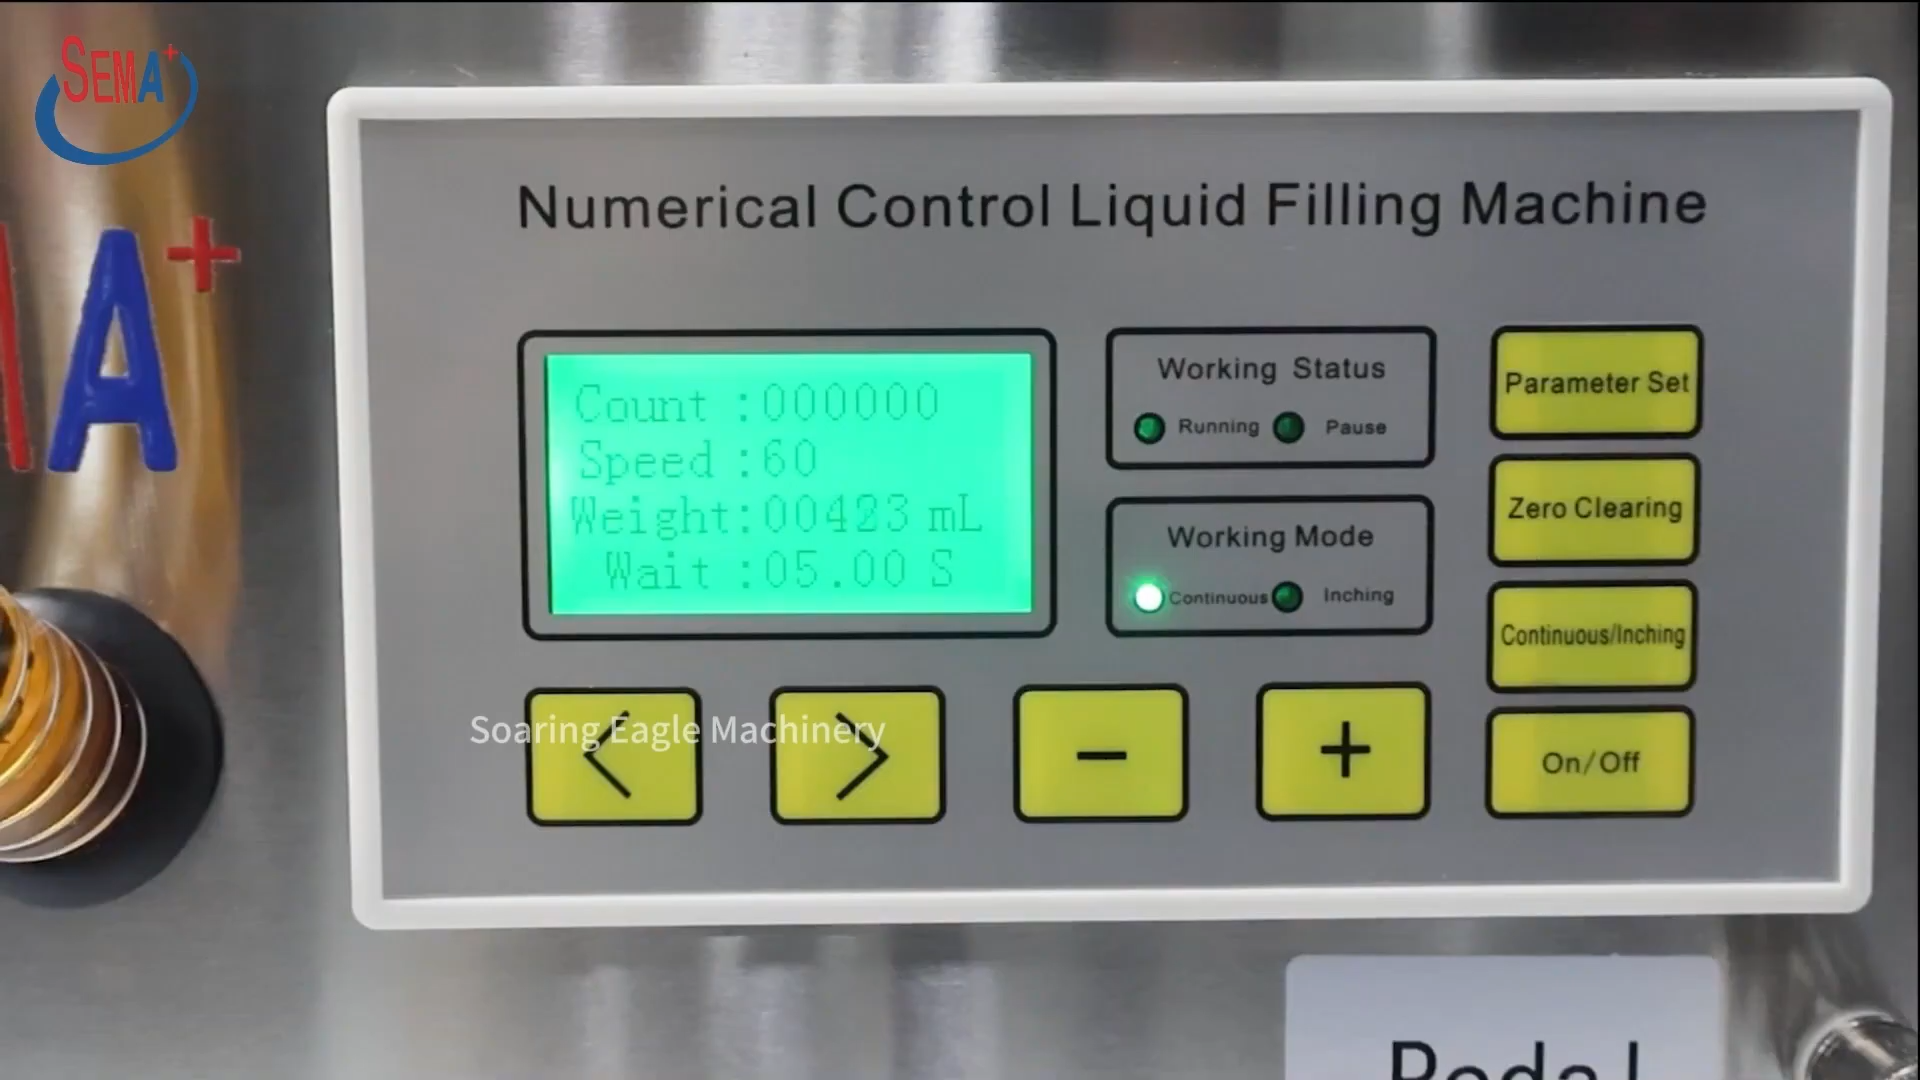 SEMA+
A+
Numerical Control Liquid Filling Machine
Count :000000
Speed :60
Weight:00423 mL
Wait :05.00 S
Working Status
Running Pause
Working Mode
Continuous Inching
Parameter Set
Zero Clearing
Continuous/Inching
On/Off
< > - +
Soaring Eagle Machinery
Pedal